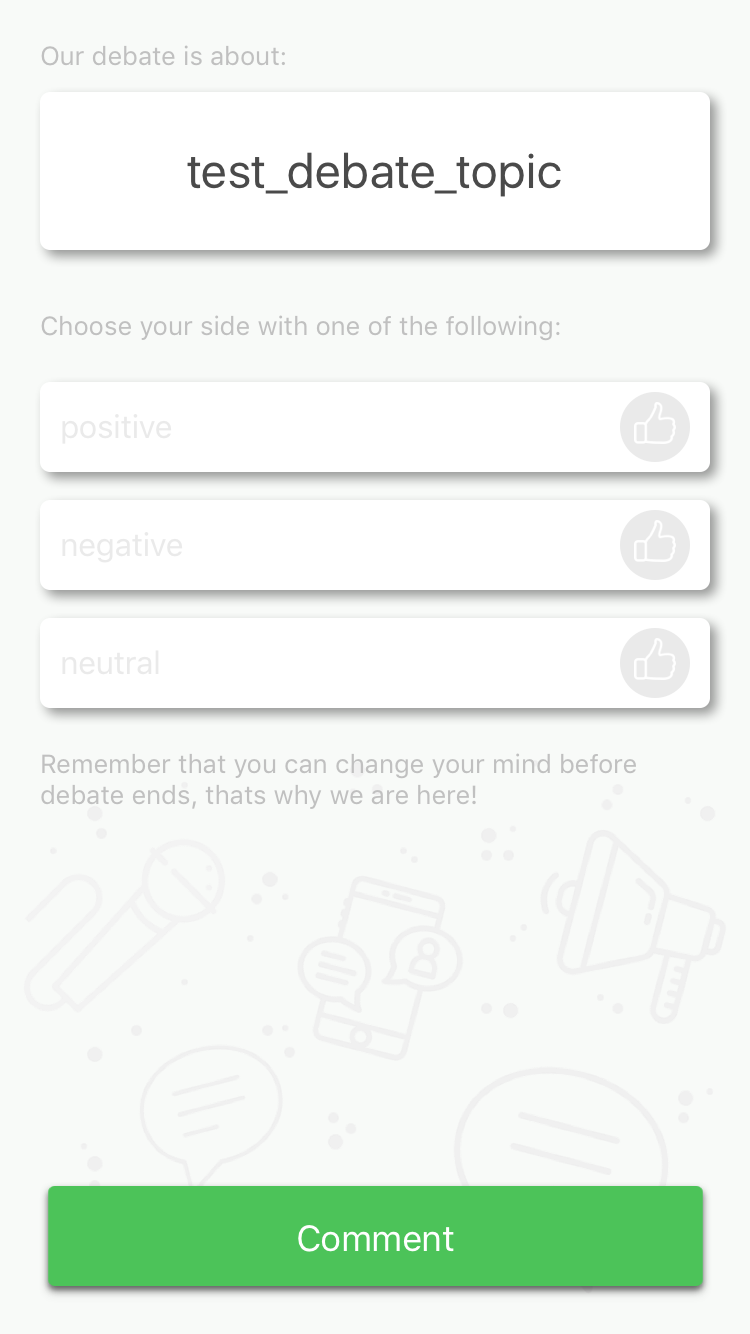 Our debate is about:
test_debate_topic
Choose your side with one of the following:
positive
negative
neutral
Remember that you can change your mind before
debate ends, thats why we are here!
Comment